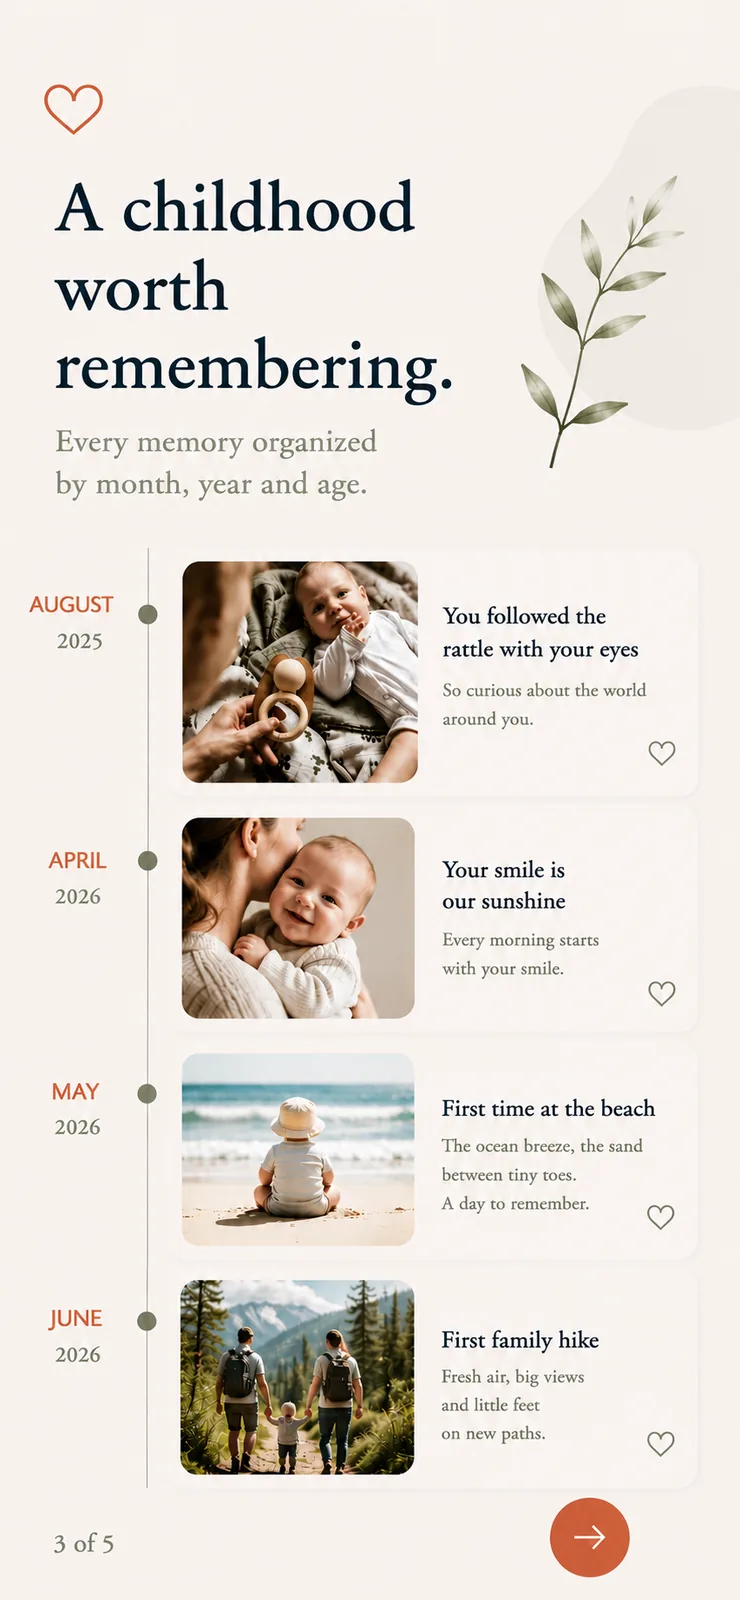 A childhood
worth
remembering.
Every memory organized
by month, year and age.
AUGUST
2025
You followed the
rattle with your eyes
So curious about the world
around you.
APRIL
2026
Your smile is
our sunshine
Every morning starts
with your smile.
MAY
2026
First time at the beach
The ocean breeze, the sand
between tiny toes.
A day to remember.
JUNE
2026
First family hike
Fresh air, big views
and little feet
on new paths.
3 of 5